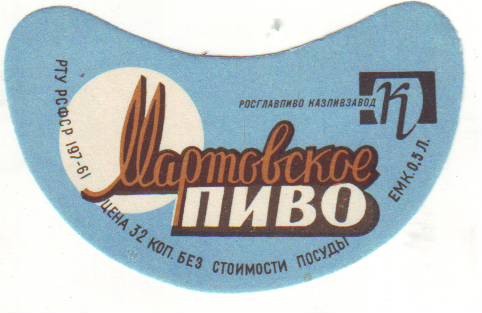 РТУ РСФСР 197-61
РОСГЛАВПИВО КАЗПИВЗАВОД
К
Мартовское
ПИВО
ЦЕНА 32 КОП. БЕЗ СТОИМОСТИ ПОСУДЫ
ЕМК. 0,5 Л.